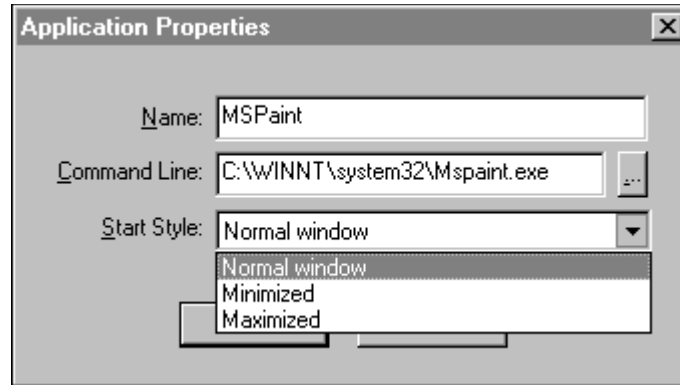 Application Properties
Name: MSPaint
Command Line: C:\WINNT\system32\Mspaint.exe ...
Start Style: Normal window
Normal window
Minimized
Maximized